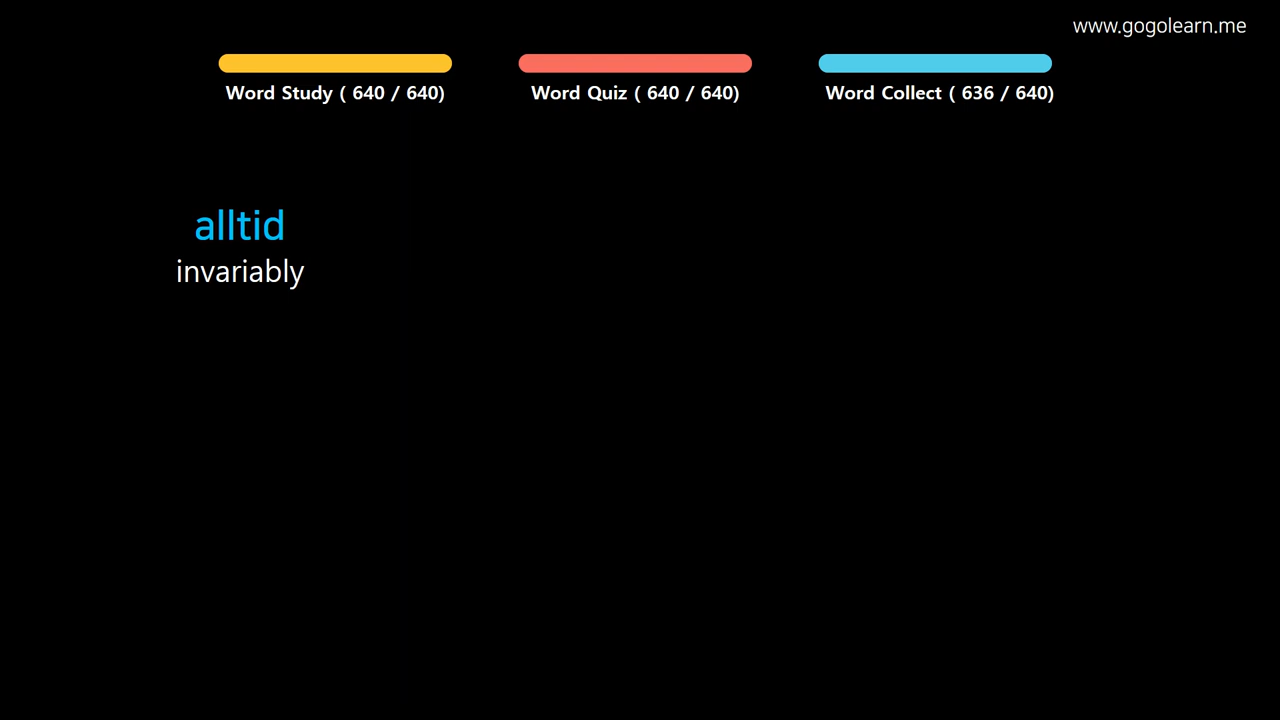 www.gogolearn.me
Word Study ( 640 / 640)
Word Quiz ( 640 / 640)
Word Collect ( 636 / 640)
alltid
invariably